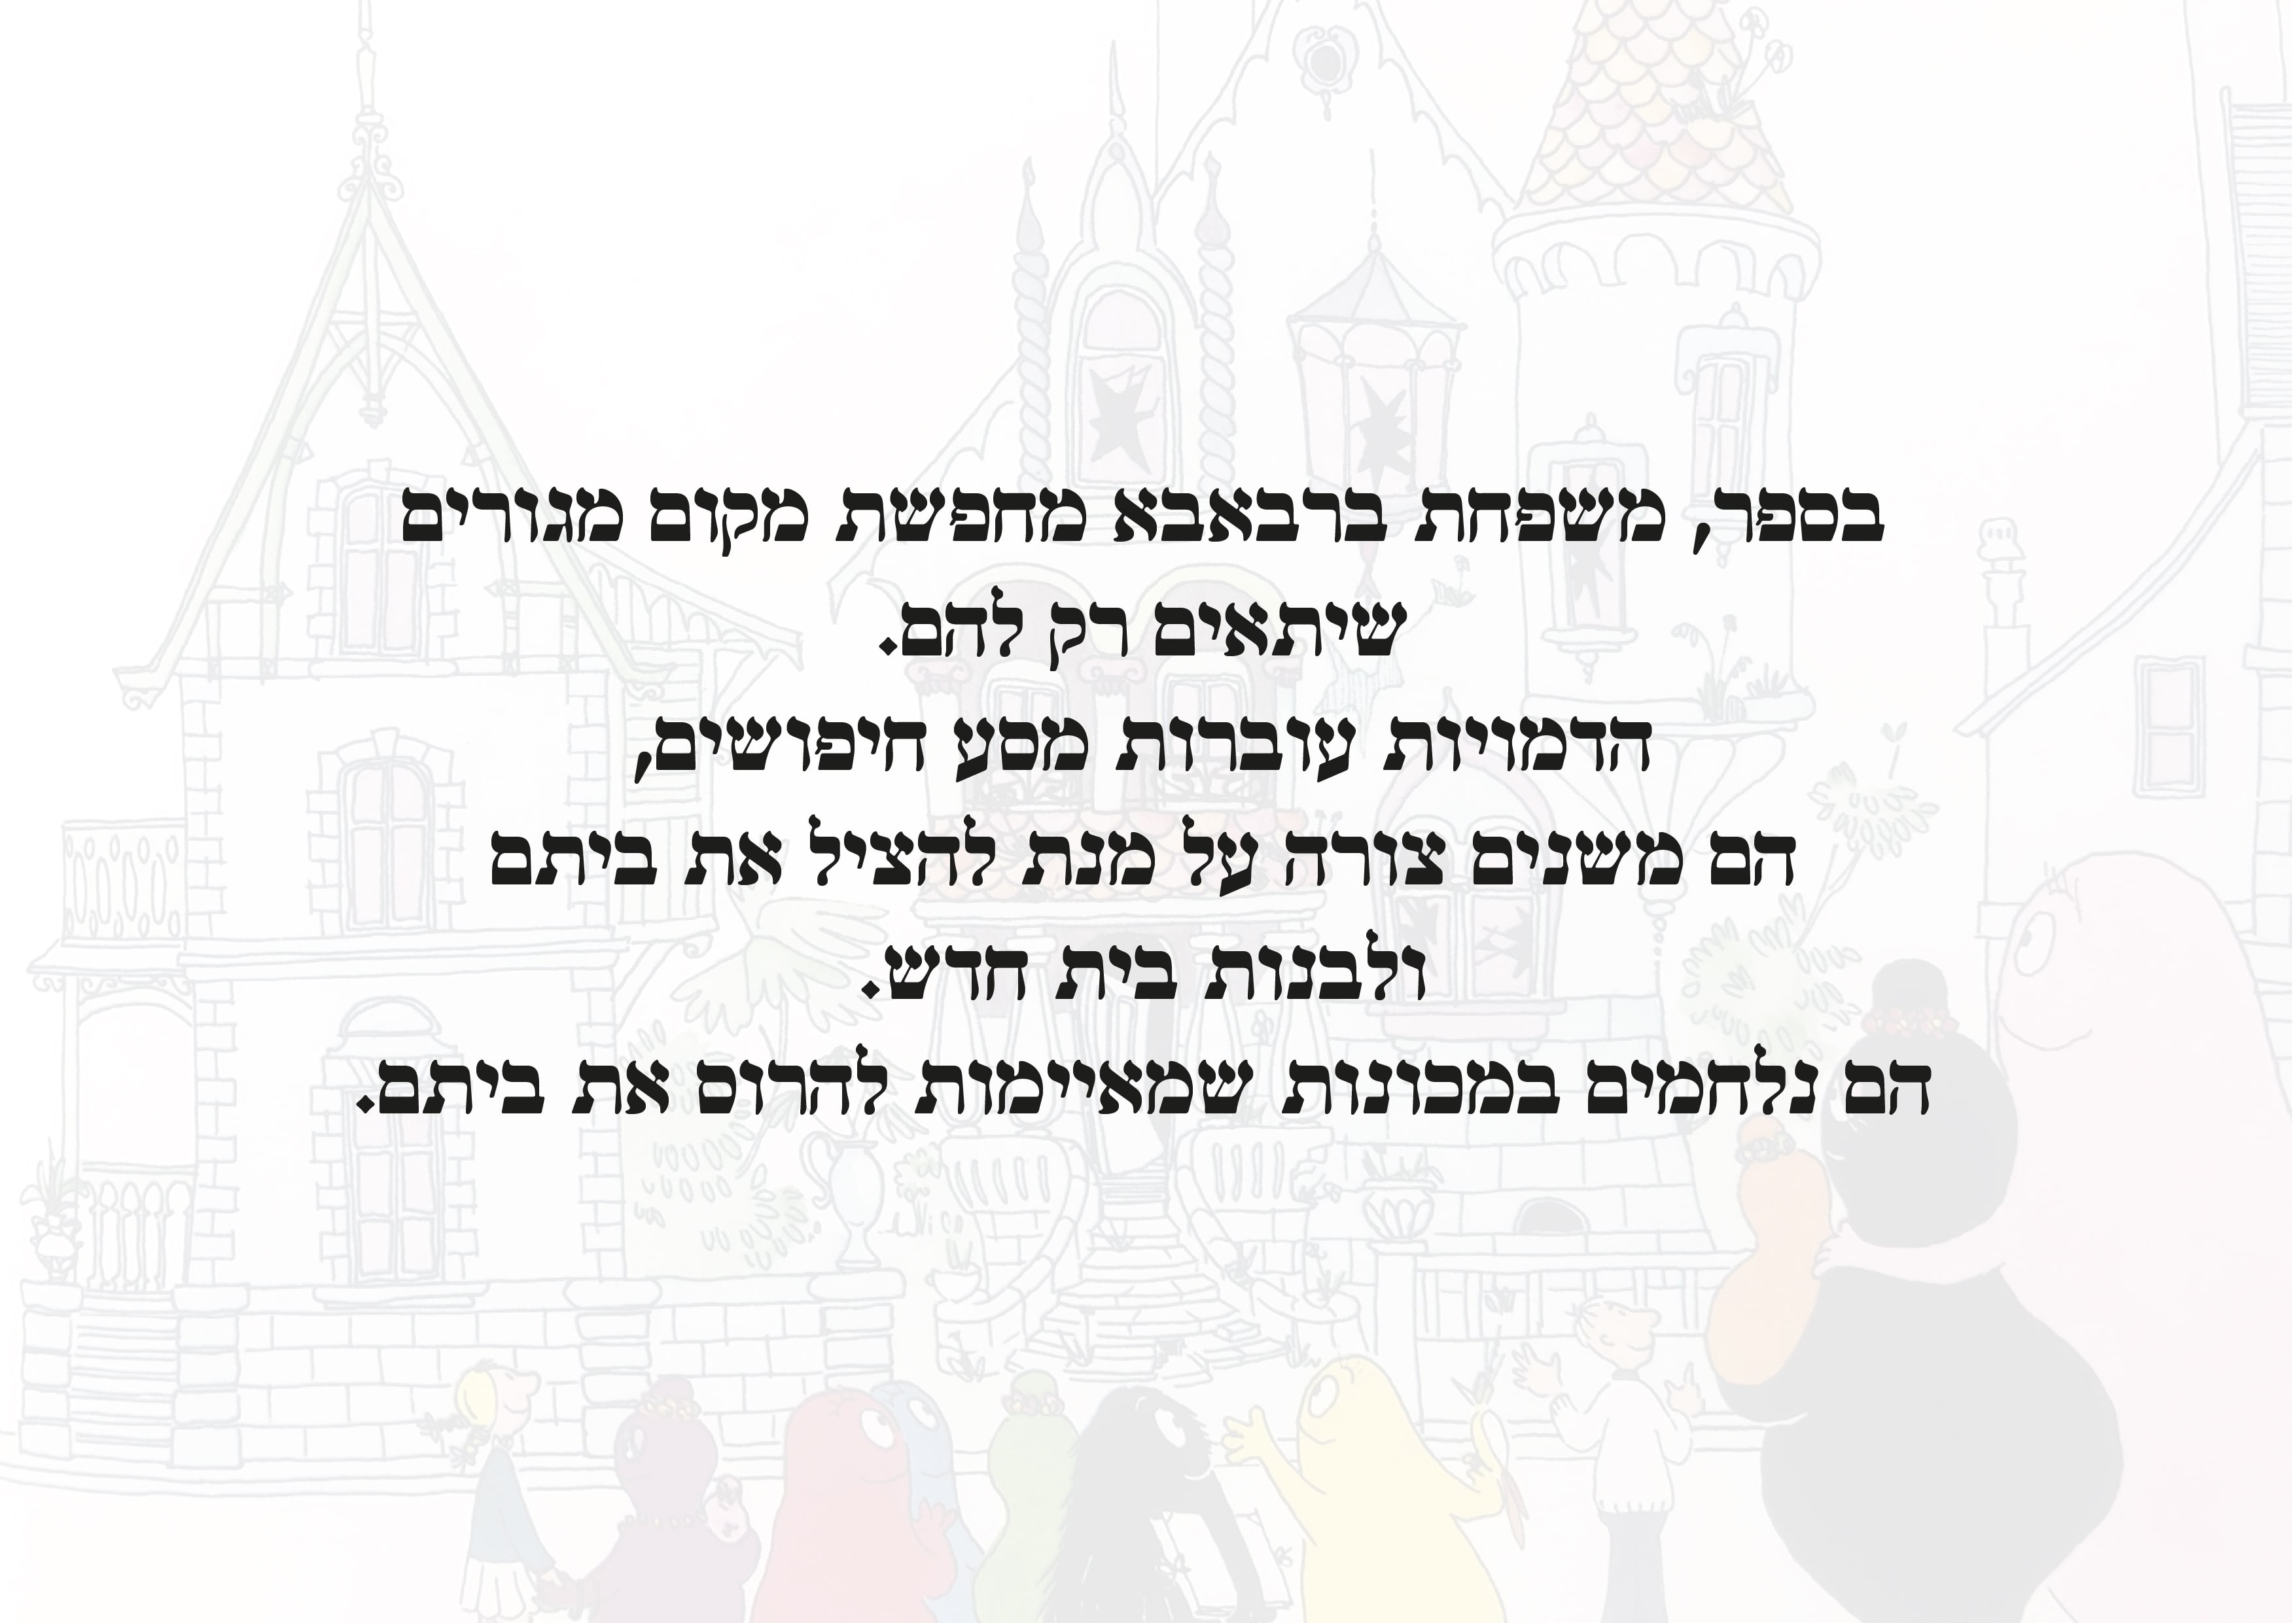 בספר, משפחת ברבאבא מחפשת מקום מגורים
שיתאים רק להם.
הדמויות עוברות מסע חיפושים,
הם משנים צורה על מנת להציל את ביתם
ולבנות בית חדש.
הם נלחמים במכונות שמאיימות להרוס את ביתם.